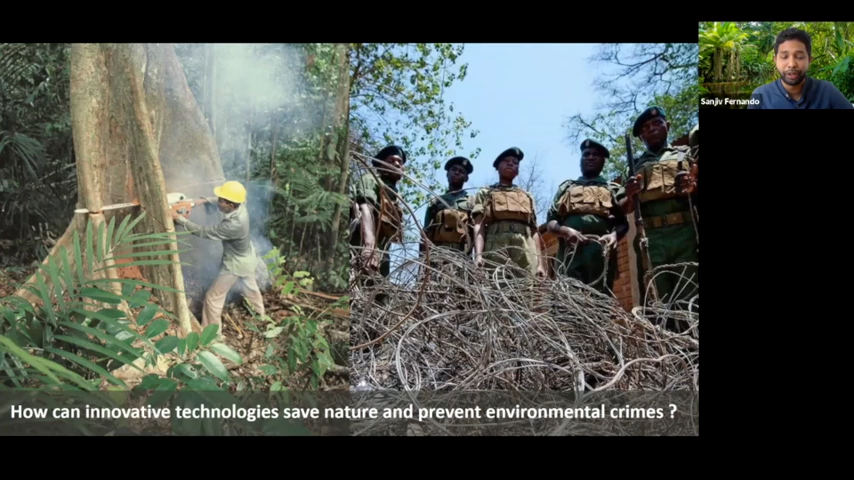 Sanjiv Fernando
How can innovative technologies save nature and prevent environmental crimes ?